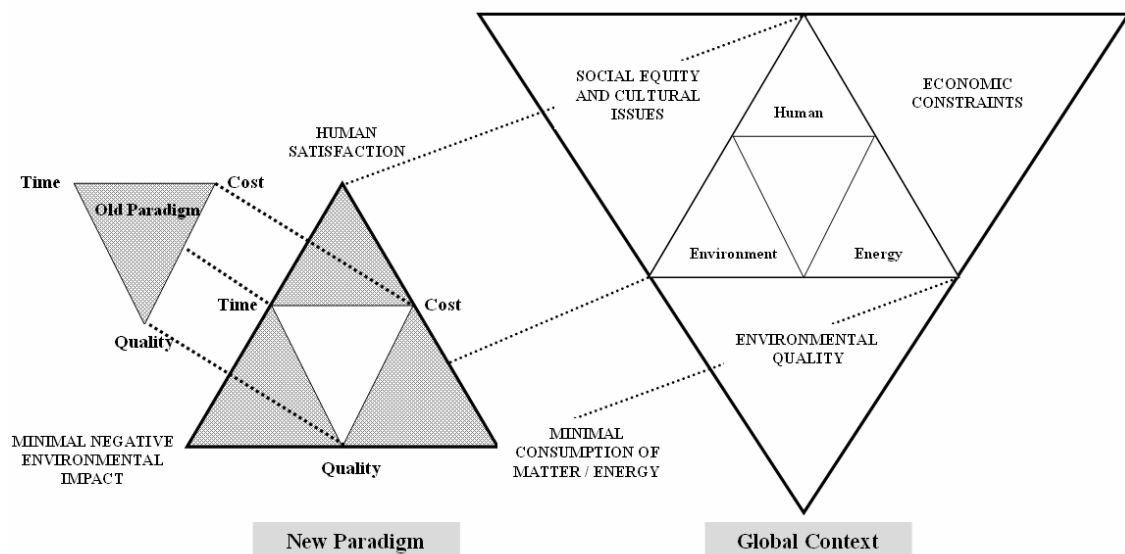 Time
Cost
Old Paradigm
Quality
HUMAN
SATISFACTION
Time
Cost
MINIMAL NEGATIVE
ENVIRONMENTAL
IMPACT
Quality
MINIMAL
CONSUMPTION OF
MATTER / ENERGY
New Paradigm
SOCIAL EQUITY
AND CULTURAL
ISSUES
ECONOMIC
CONSTRAINTS
Human
Environment
Energy
ENVIRONMENTAL
QUALITY
Global Context